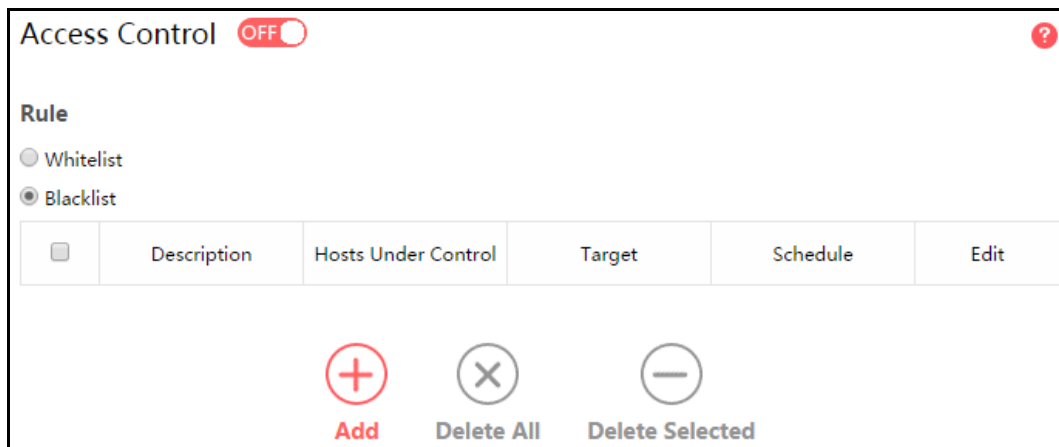 Access Control OFF ?
Rule
Whitelist
Blacklist
Description Hosts Under Control Target Schedule Edit
Add Delete All Delete Selected